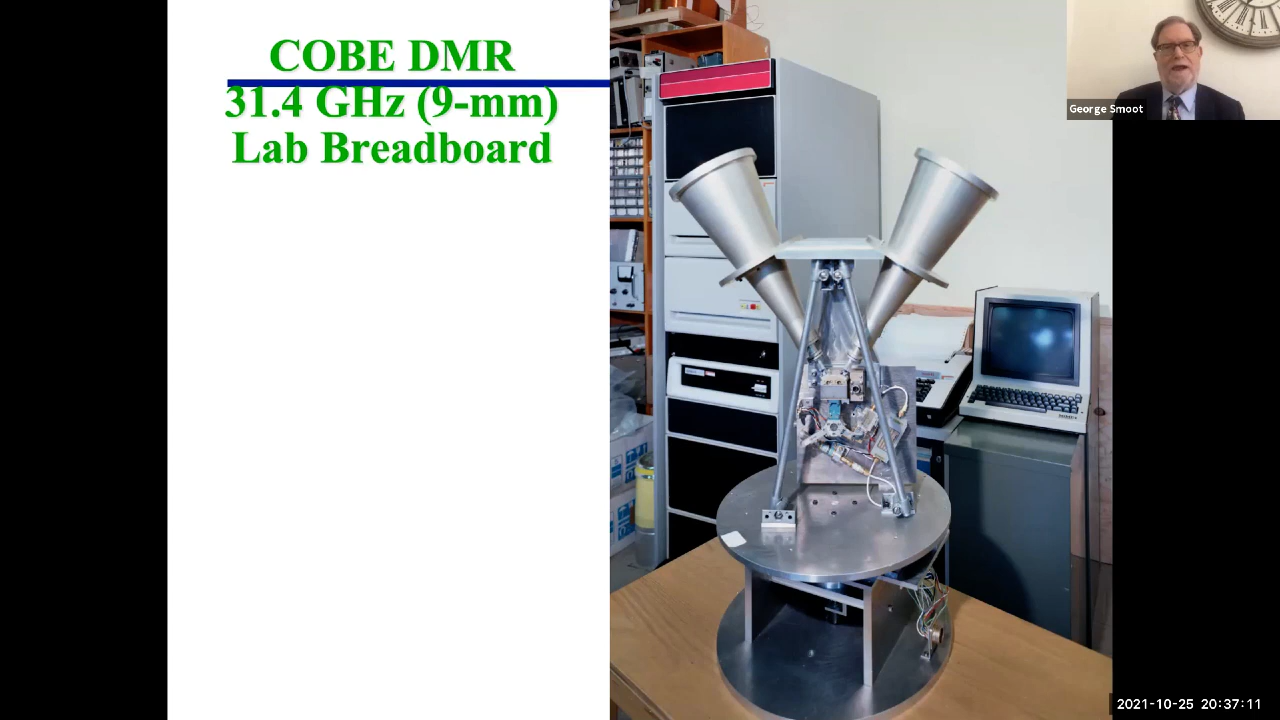 COBE DMR
31.4 GHz (9-mm)
Lab Breadboard
George Smoot
2021-10-25 20:37:11